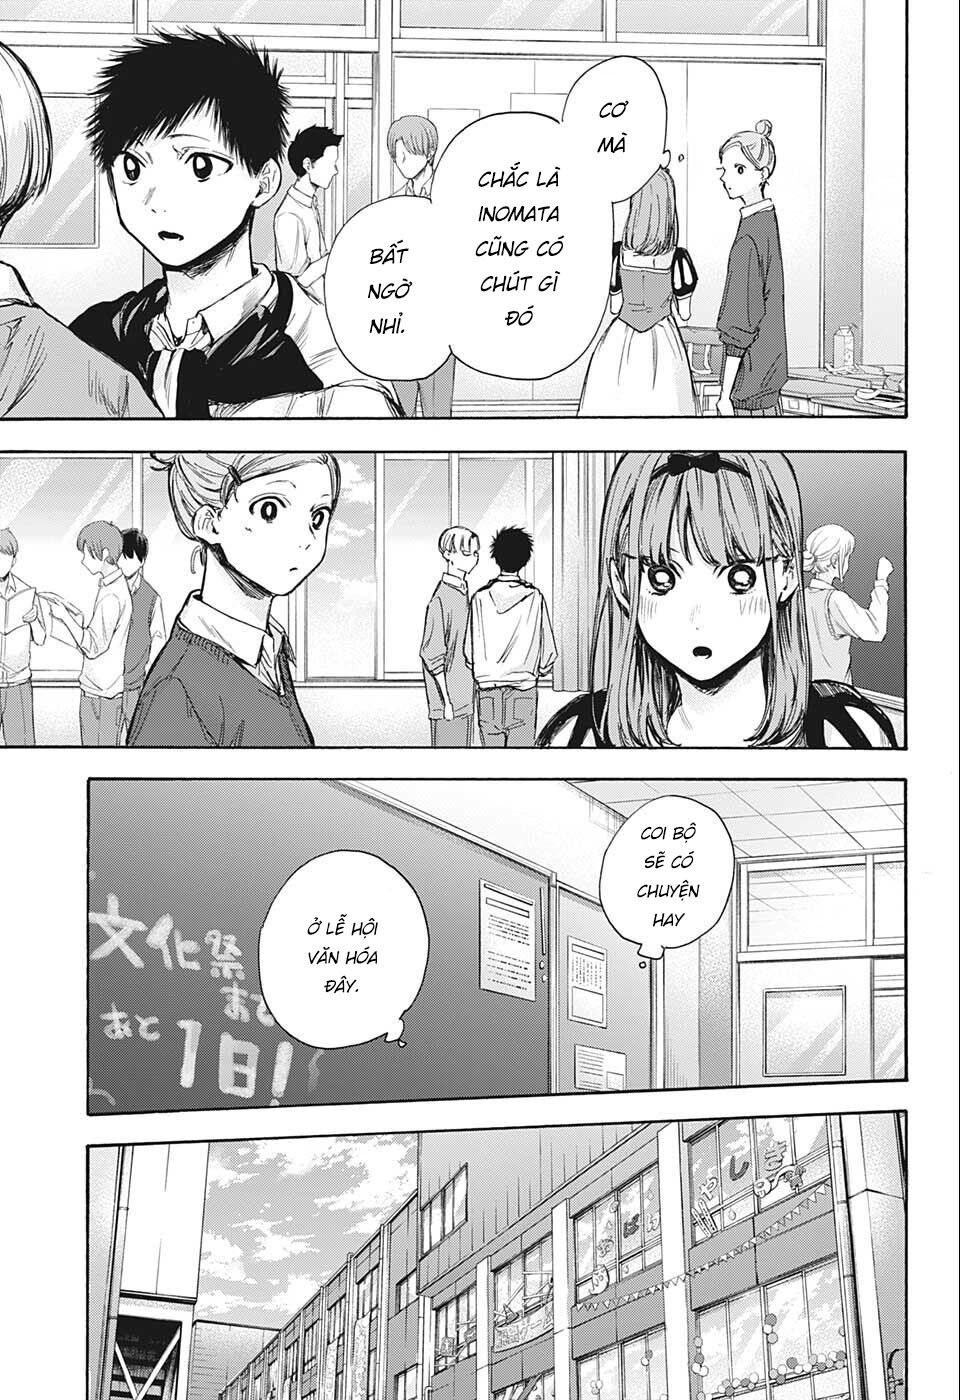 CƠ
MÀ
CHẮC LÀ
INOMATA
CŨNG CÓ
CHÚT GÌ
ĐÓ
BẤT
NGỜ
NHỈ.
COI BỘ
SẼ CÓ
CHUYỆN
HAY
Ở LỄ HỘI
VĂN HÓA
ĐÂY.
文化祭
まで
あと
1日!